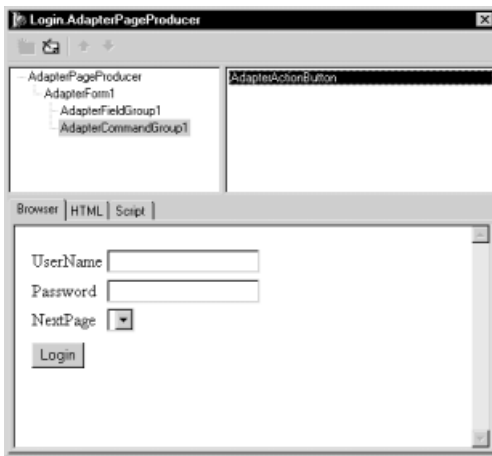 Login.AdapterPageProducer
AdapterPageProducer
AdapterForm1
AdapterFieldGroup1
AdapterCommandGroup1
AdapterActionButton
Browser HTML Script
UserName
Password
NextPage
Login